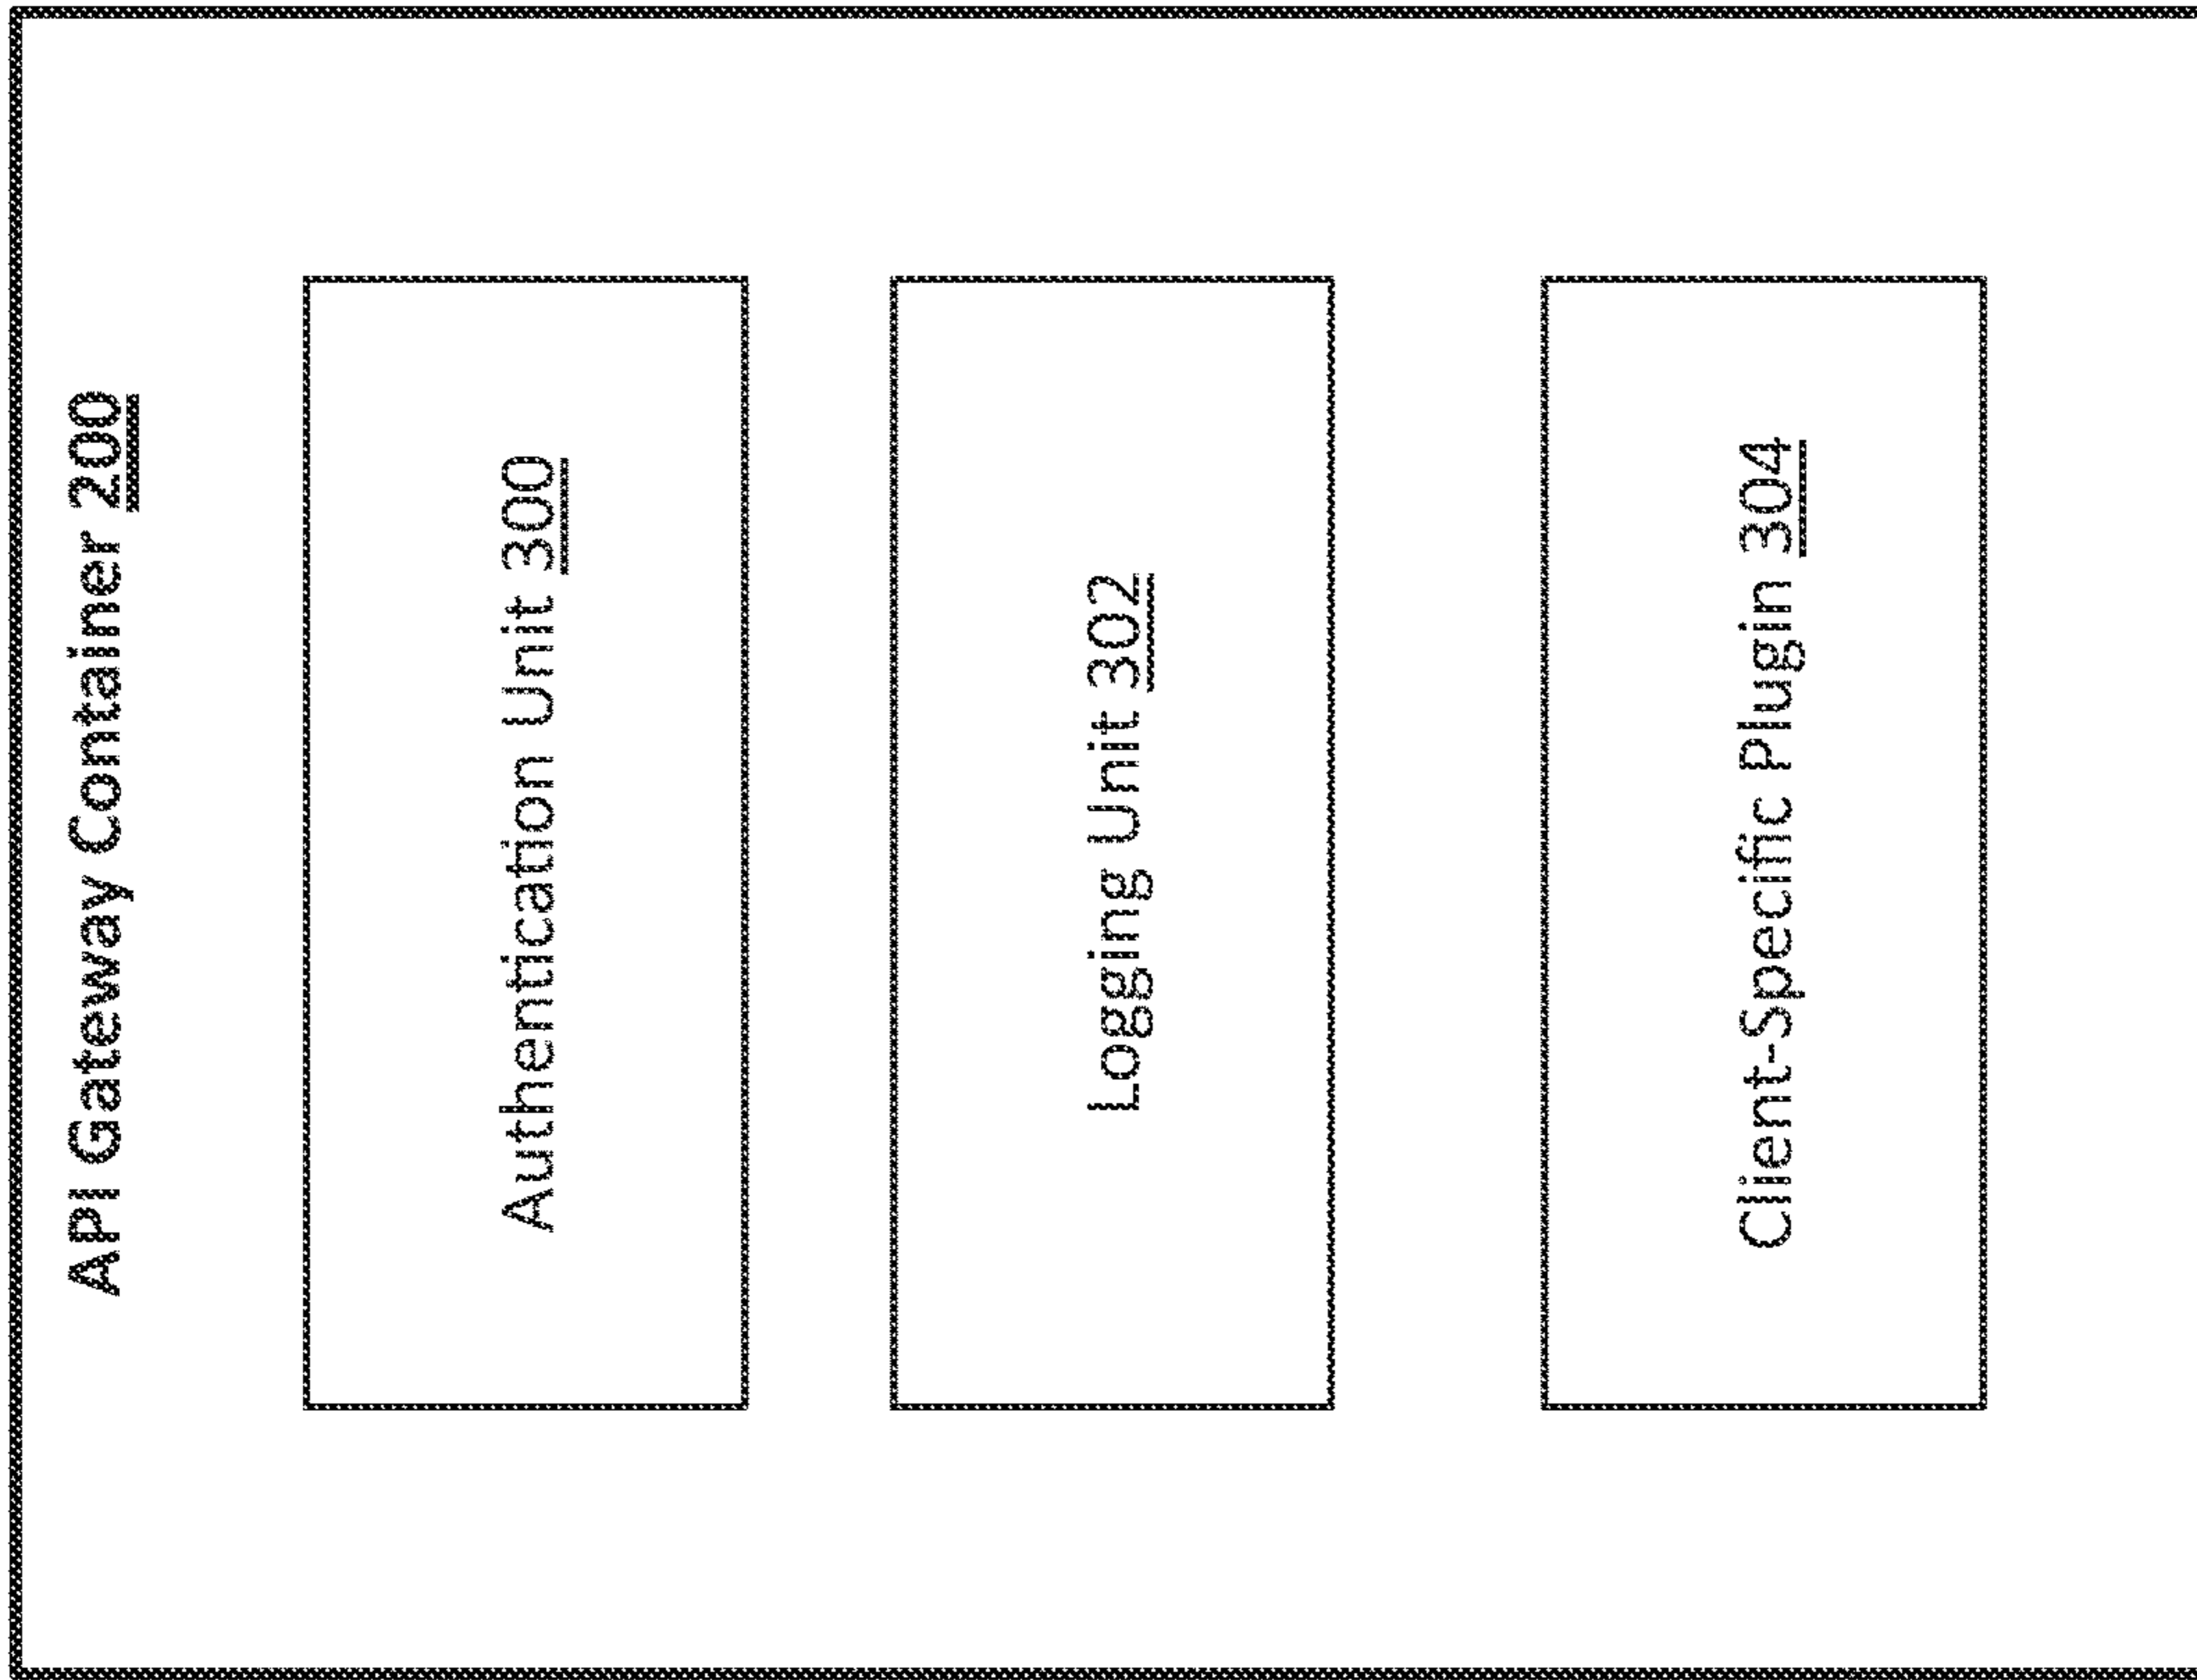 API Gateway Container 200
Authentication Unit 300
Logging Unit 302
Client-Specific Plugin 304